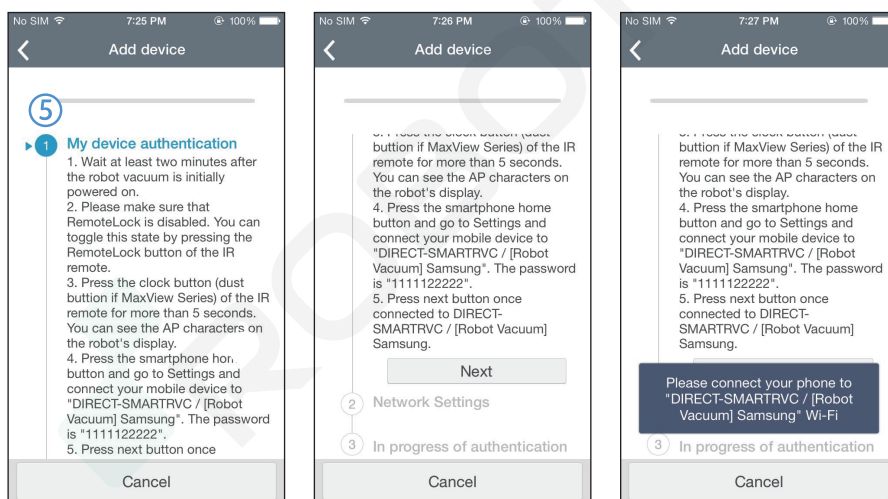 No SIM 7:25 PM 100%
Add device
5
1 My device authentication
1. Wait at least two minutes after
the robot vacuum is initially
powered on.
2. Please make sure that
RemoteLock is disabled. You can
toggle this state by pressing the
RemoteLock button of the IR
remote.
3. Press the clock button (dust
buttion if MaxView Series) of the IR
remote for more than 5 seconds.
You can see the AP characters on
the robot's display.
4. Press the smartphone
button and go to Settings and
connect your mobile device to
"DIRECT-SMARTRVC / [Robot
Vacuum] Samsung". The password
is "1111122222".
5. Press next button once
Cancel
No SIM 7:26 PM 100%
Add device
buttion if MaxView Series) of the IR
remote for more than 5 seconds.
You can see the AP characters on
the robot's display.
4. Press the smartphone home
button and go to Settings and
connect your mobile device to
"DIRECT-SMARTRVC / [Robot
Vacuum] Samsung". The password
is "1111122222".
5. Press next button once
connected to DIRECT-
SMARTRVC / [Robot Vacuum]
Samsung.
Next
2 Network Settings
3 In progress of authentication
Cancel
No SIM 7:27 PM 100%
Add device
buttion if MaxView Series) of the IR
remote for more than 5 seconds.
You can see the AP characters on
the robot's display.
4. Press the smartphone home
button and go to Settings and
connect your mobile device to
"DIRECT-SMARTRVC / [Robot
Vacuum] Samsung". The password
is "1111122222".
5. Press next button once
connected to DIRECT-
SMARTRVC / [Robot Vacuum]
Samsung.
Please connect your phone to
"DIRECT-SMARTRVC / [Robot
Vacuum] Samsung" Wi-Fi
3 In progress of authentication
Cancel